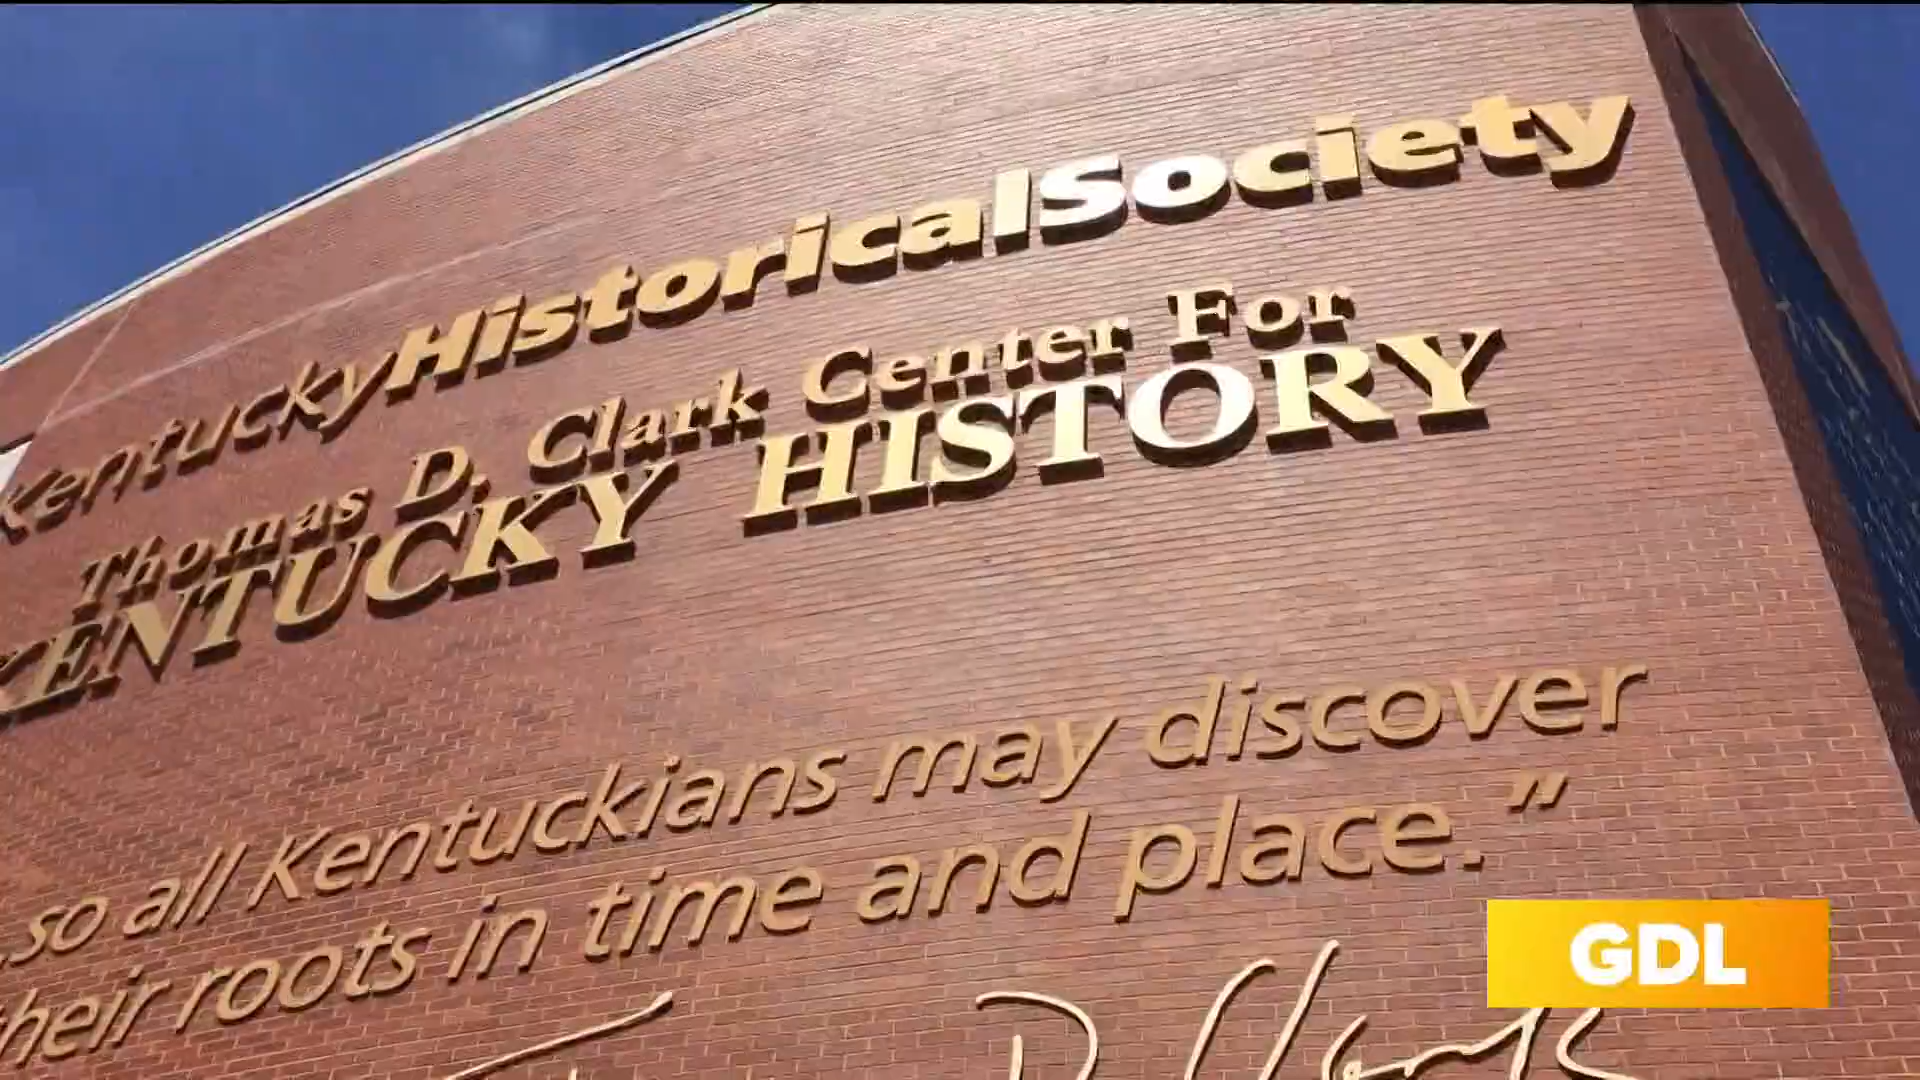 KentuckyHistoricalSociety
Thomas D. Clark Center For
KENTUCKY HISTORY
so all Kentuckians may discover
their roots in time and place.”
D. Clark
GDL